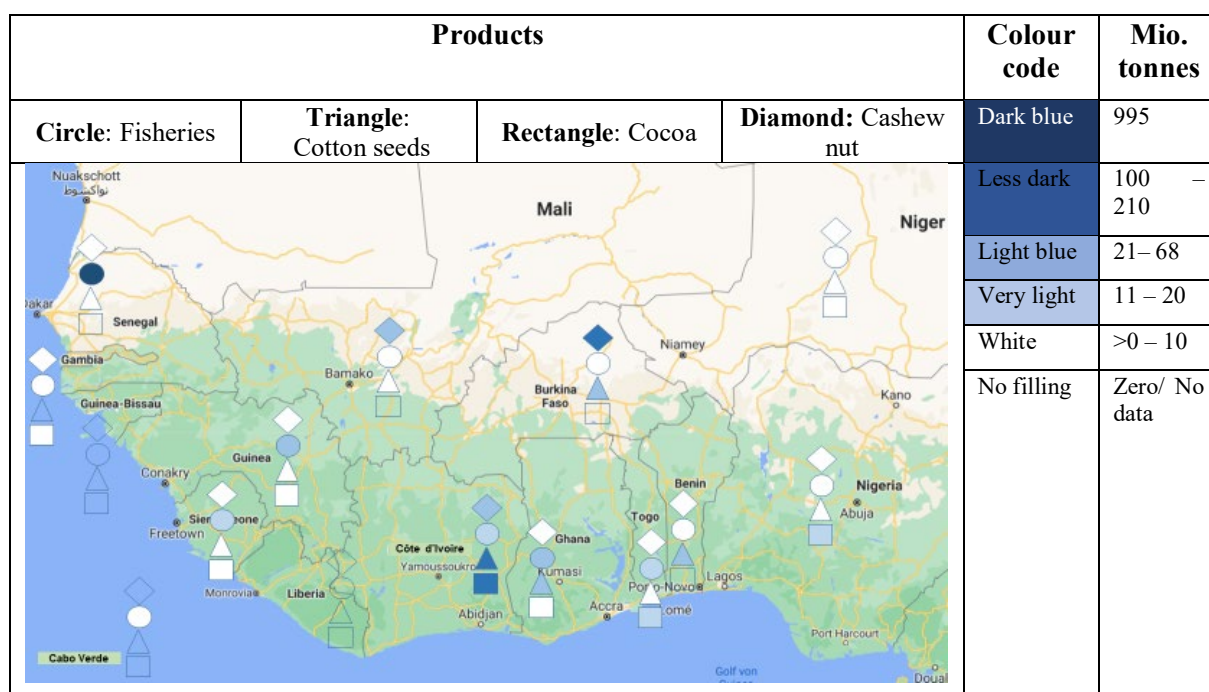 Products
Colour
code
Mio.
tonnes
Circle: Fisheries
Triangle:
Cotton seeds
Rectangle: Cocoa
Diamond: Cashew
nut
Dark blue
995
Less dark
100 –
210
Light blue
21– 68
Very light
11 – 20
White
>0 – 10
No filling
Zero/ No
data
Nuakschott
نواكشوط
Mali
Niger
Dakar
Senegal
Gambia
Bamako
Niamey
Burkina
Faso
Kano
Guinea-Bissau
Guinea
Conakry
Benin
Nigeria
Abuja
Togo
Freetown
Côte d'Ivoire
Ghana
Yamoussoukro
Kumasi
Lagos
Monrovia
Liberia
Accra
Lomé
Abidjan
Port Harcourt
Cabo Verde
Golf von